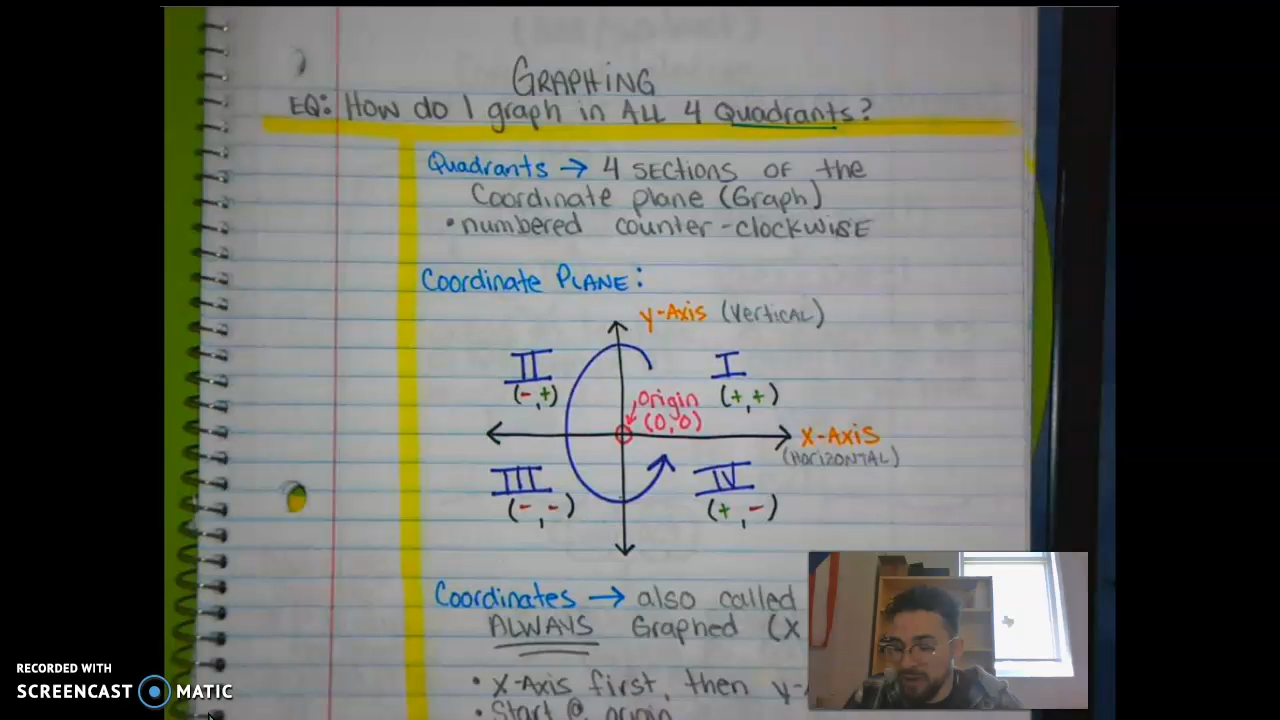 GRAPHING
EQ: How do I graph in ALL 4 Quadrants?
Quadrants → 4 SECTIONS OF the
Coordinate plane (Graph)
• numbered counter-clockwise
Coordinate PLANE:
y-Axis (Vertical)
II
(-,+)
I
(+,+)
Origin
(0,0)
X-Axis
(Horizontal)
III
(-,-)
IV
(+,-)
Coordinates → also called
ALWAYS Graphed (X
• X-Axis first, then y-
• Start @ origin
RECORDED WITH
SCREENCAST MATIC